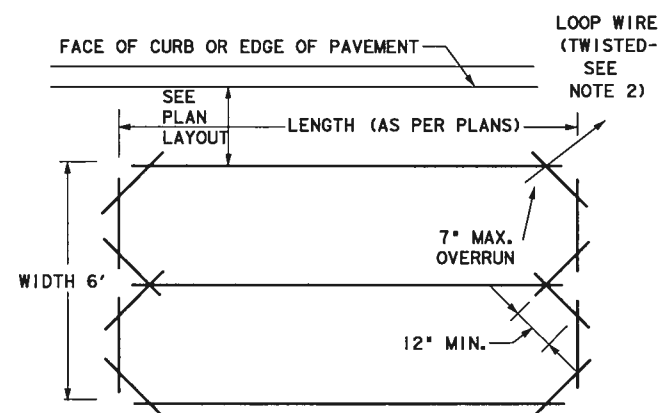 LOOP WIRE
(TWISTED-
SEE
NOTE 2)
FACE OF CURB OR EDGE OF PAVEMENT
SEE
PLAN
LAYOUT
LENGTH (AS PER PLANS)
7" MAX.
OVERRUN
WIDTH 6'
12" MIN.